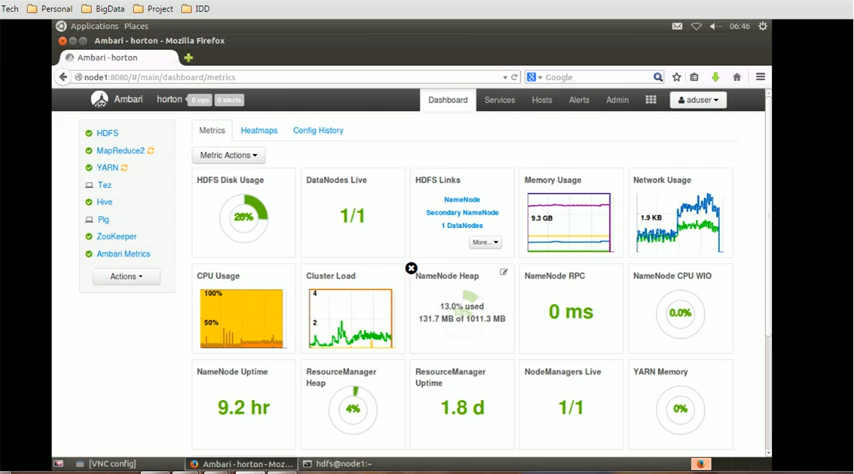 Tech Personal BigData Project IDD
Applications Places 06:46
Ambari - horton - Mozilla Firefox
Ambari - horton
node1:8080/#/main/dashboard/metrics Google
Ambari horton 0 ops 0 alerts Dashboard Services Hosts Alerts Admin aduser
HDFS
MapReduce2
YARN
Tez
Hive
Pig
ZooKeeper
Ambari Metrics
Actions
Metrics Heatmaps Config History
Metric Actions
HDFS Disk Usage
26%
DataNodes Live
1/1
HDFS Links
NameNode
Secondary NameNode
1 DataNodes
More...
Memory Usage
9.3 GB
Network Usage
1.9 KB
CPU Usage
100%
50%
Cluster Load
4
2
NameNode Heap
13.0% used
131.7 MB of 1011.3 MB
NameNode RPC
0 ms
NameNode CPU WIO
0.0%
NameNode Uptime
9.2 hr
ResourceManager
Heap
4%
ResourceManager
Uptime
1.8 d
NodeManagers Live
1/1
YARN Memory
0%
[VNC config] Ambari - horton - Moz... hdfs@node1:~